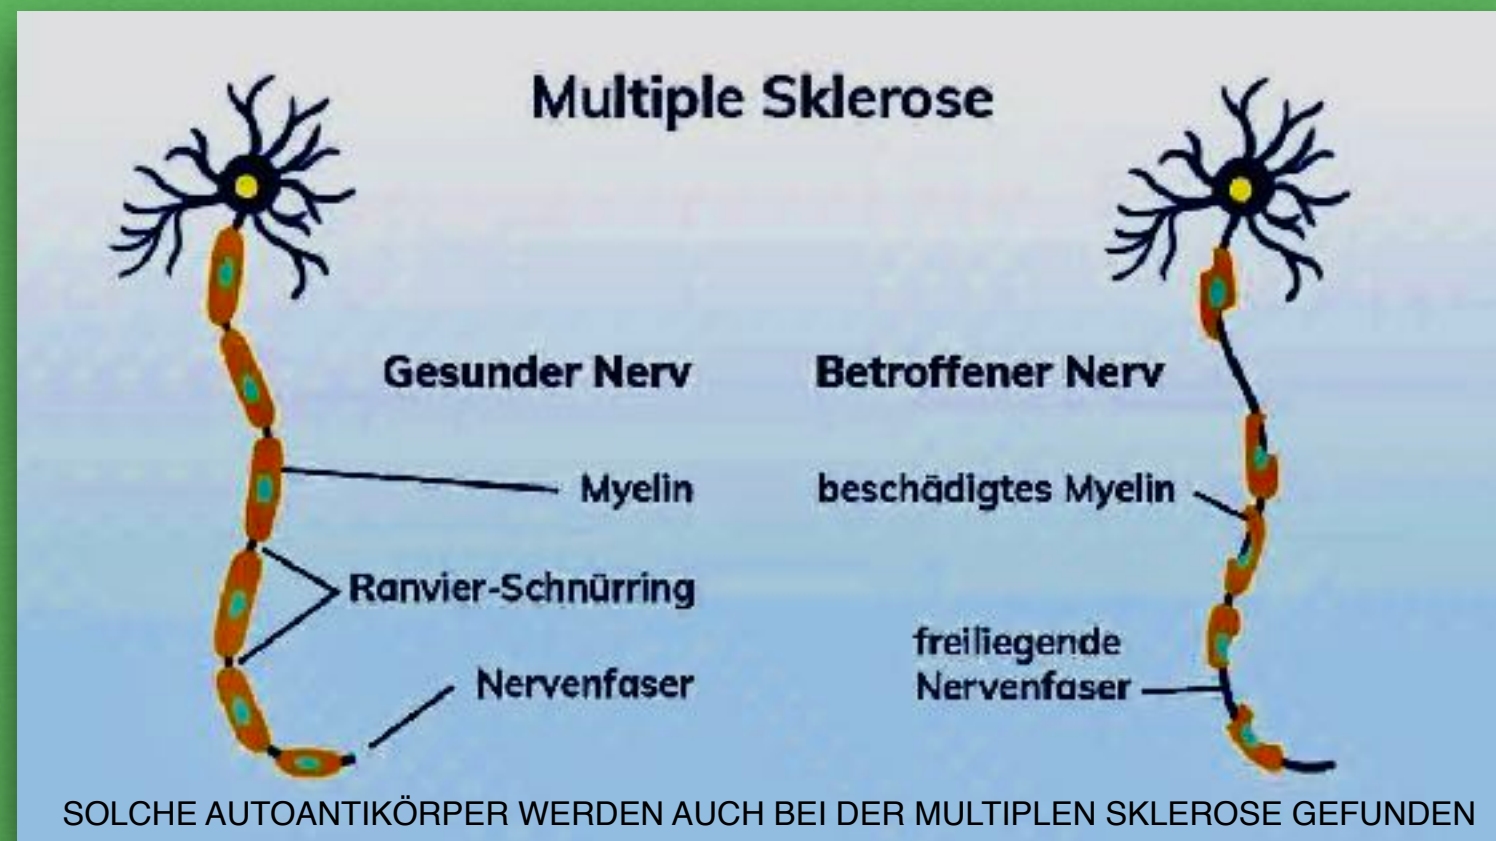 Multiple Sklerose
Gesunder Nerv
Myelin
Ranvier-Schnürring
Nervenfaser
Betroffener Nerv
beschädigtes Myelin
freiliegende
Nervenfaser
SOLCHE AUTOANTIKÖRPER WERDEN AUCH BEI DER MULTIPLEN SKLEROSE GEFUNDEN